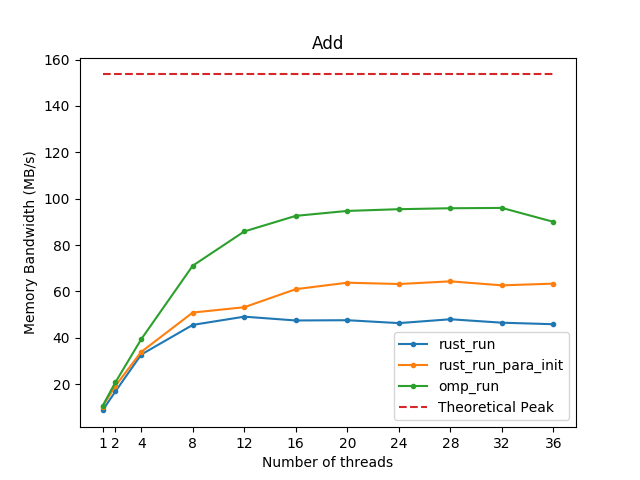 Add
Memory Bandwidth (MB/s)
160
140
120
100
80
60
40
20
rust_run
rust_run_para_init
omp_run
Theoretical Peak
1 2 4 8 12 16 20 24 28 32 36
Number of threads